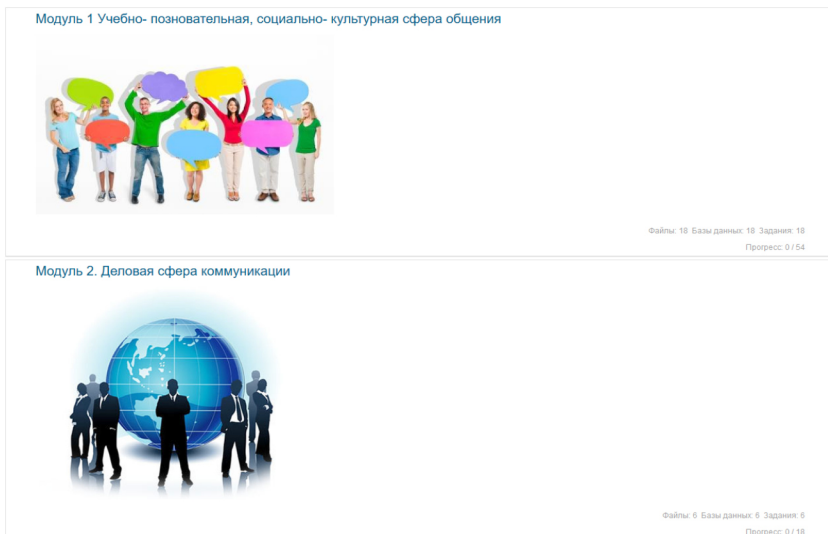 Модуль 1 Учебно- позновательная, социально- культурная сфера общения
Файлы: 18 Базы данных: 18 Задания: 18
Прогресс: 0 / 54
Модуль 2. Деловая сфера коммуникации
Файлы: 6 Базы данных: 6 Задания: 6
Прогресс: 0 / 18